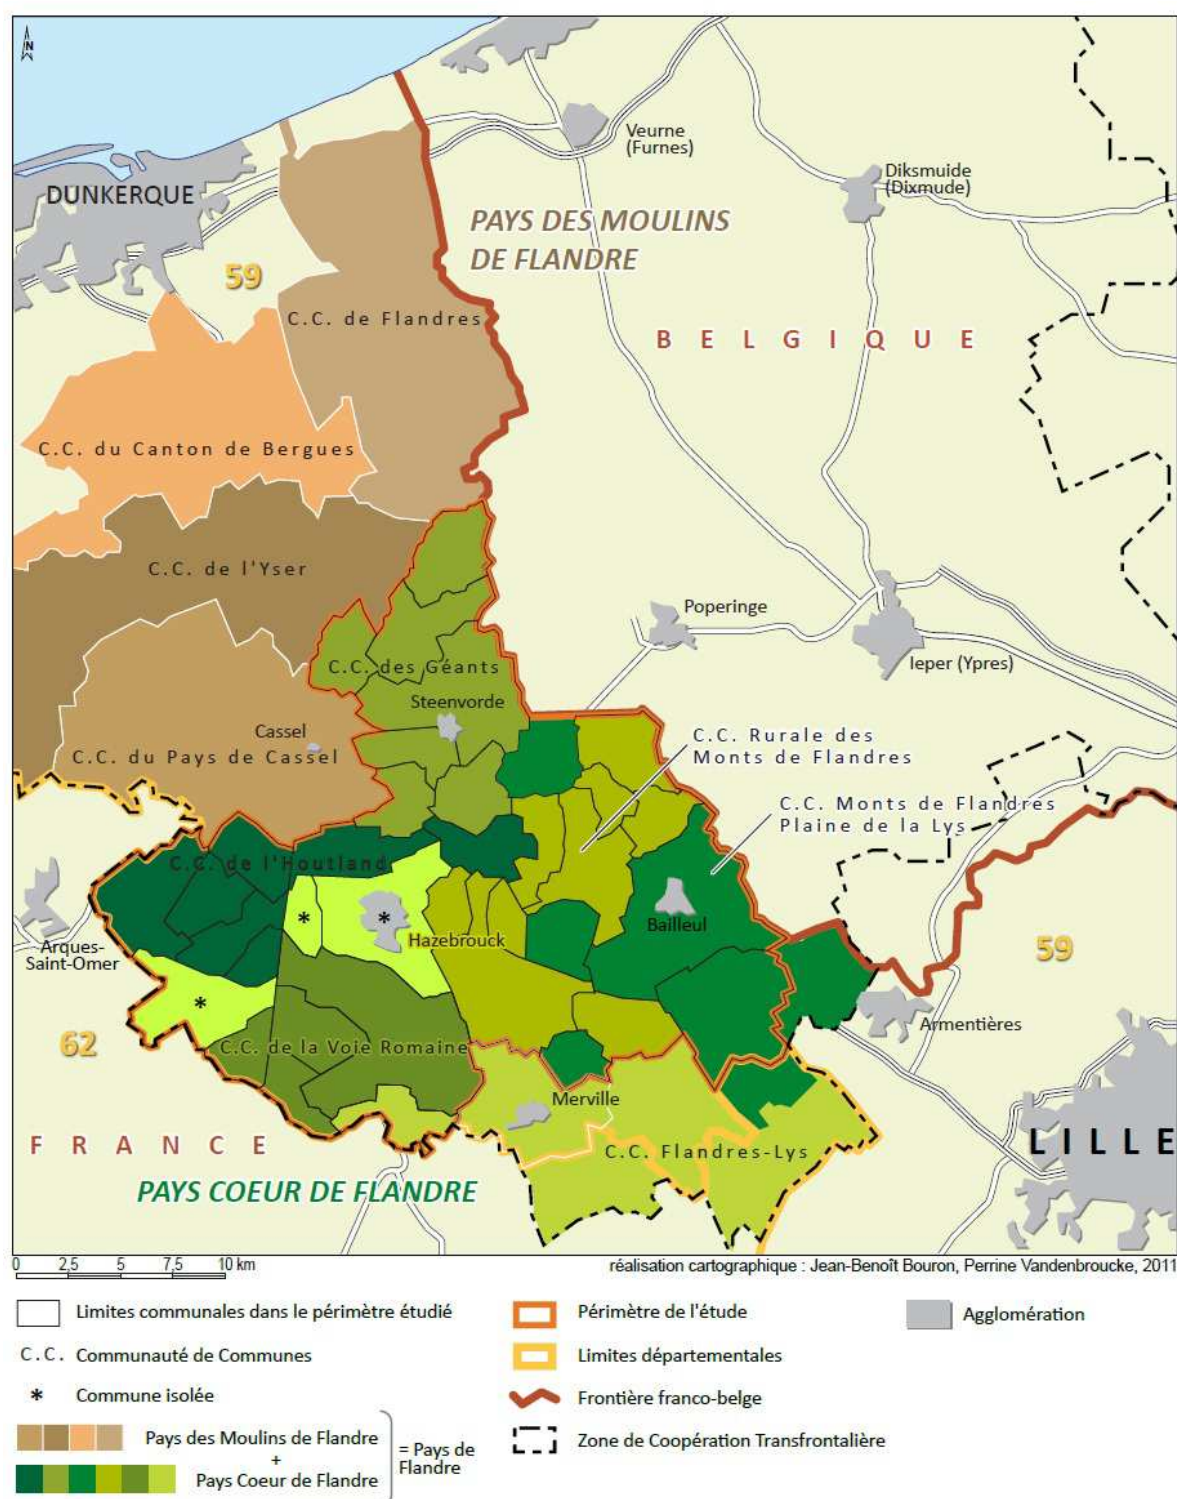 N
Veurne
(Furnes)
Diksmuide
(Dixmude)
DUNKERQUE
PAYS DES MOULINS
DE FLANDRE
59
C.C. de Flandres
BELGIQUE
C.C. du Canton de Bergues
C.C. de l'Yser
Poperinge
Ieper (Ypres)
C.C. des Géants
Steenvorde
Cassel
C.C. du Pays de Cassel
C.C. Rurale des
Monts de Flandres
C.C. Monts de Flandres
Plaine de la Lys
C.C. de l'Houtland
*
*
Hazebrouck
Bailleul
Arques-
Saint-Omer
59
*
Armentières
62
C.C. de la Voie Romaine
Merville
FRANCE
C.C. Flandres-Lys
LILLE
PAYS COEUR DE FLANDRE
0 2,5 5 7,5 10 km
réalisation cartographique : Jean-Benoît Bouron, Perrine Vandenbroucke, 2011
Limites communales dans le périmètre étudié
C.C. Communauté de Communes
* Commune isolée
Pays des Moulins de Flandre
+
Pays Coeur de Flandre
= Pays de
Flandre
Périmètre de l'étude
Limites départementales
Frontière franco-belge
Zone de Coopération Transfrontalière
Agglomération